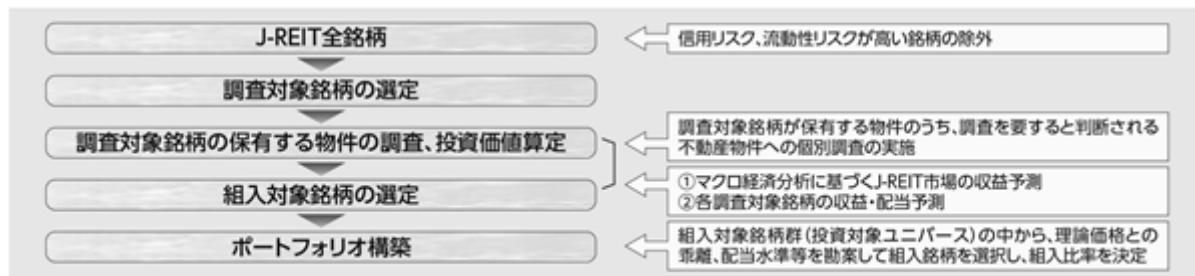 J-REIT全銘柄
信用リスク、流動性リスクが高い銘柄の除外
調査対象銘柄の選定
調査対象銘柄の保有する物件の調査、投資価値算定
調査対象銘柄が保有する物件のうち、調査を要すると判断される
不動産物件への個別調査の実施
組入対象銘柄の選定
①マクロ経済分析に基づくJ-REIT市場の収益予測
②各調査対象銘柄の収益・配当予測
ポートフォリオ構築
組入対象銘柄群(投資対象ユニバース)の中から、理論価格との
乖離、配当水準等を勘案して組入銘柄を選択し、組入比率を決定